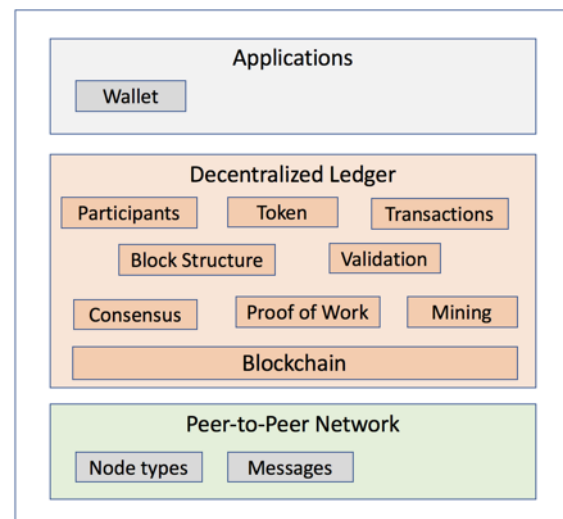 Applications
Wallet
Decentralized Ledger
Participants
Token
Transactions
Block Structure
Validation
Consensus
Proof of Work
Mining
Blockchain
Peer-to-Peer Network
Node types
Messages